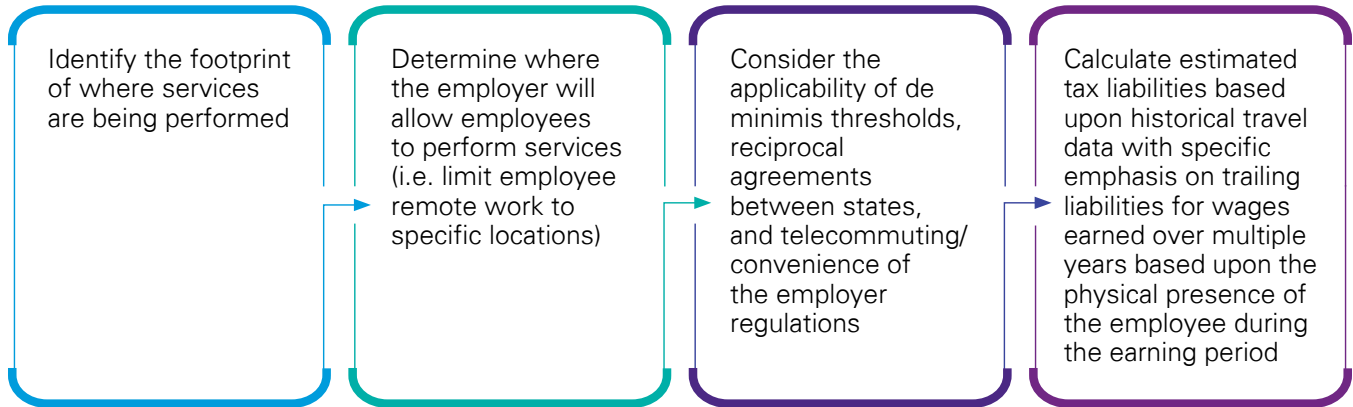 Identify the footprint
of where services
are being performed
Determine where
the employer will
allow employees
to perform services
(i.e. limit employee
remote work to
specific locations)
Consider the
applicability of de
minimis thresholds,
reciprocal
agreements
between states,
and telecommuting/
convenience of
the employer
regulations
Calculate estimated
tax liabilities based
upon historical travel
data with specific
emphasis on trailing
liabilities for wages
earned over multiple
years based upon the
physical presence of
the employee during
the earning period